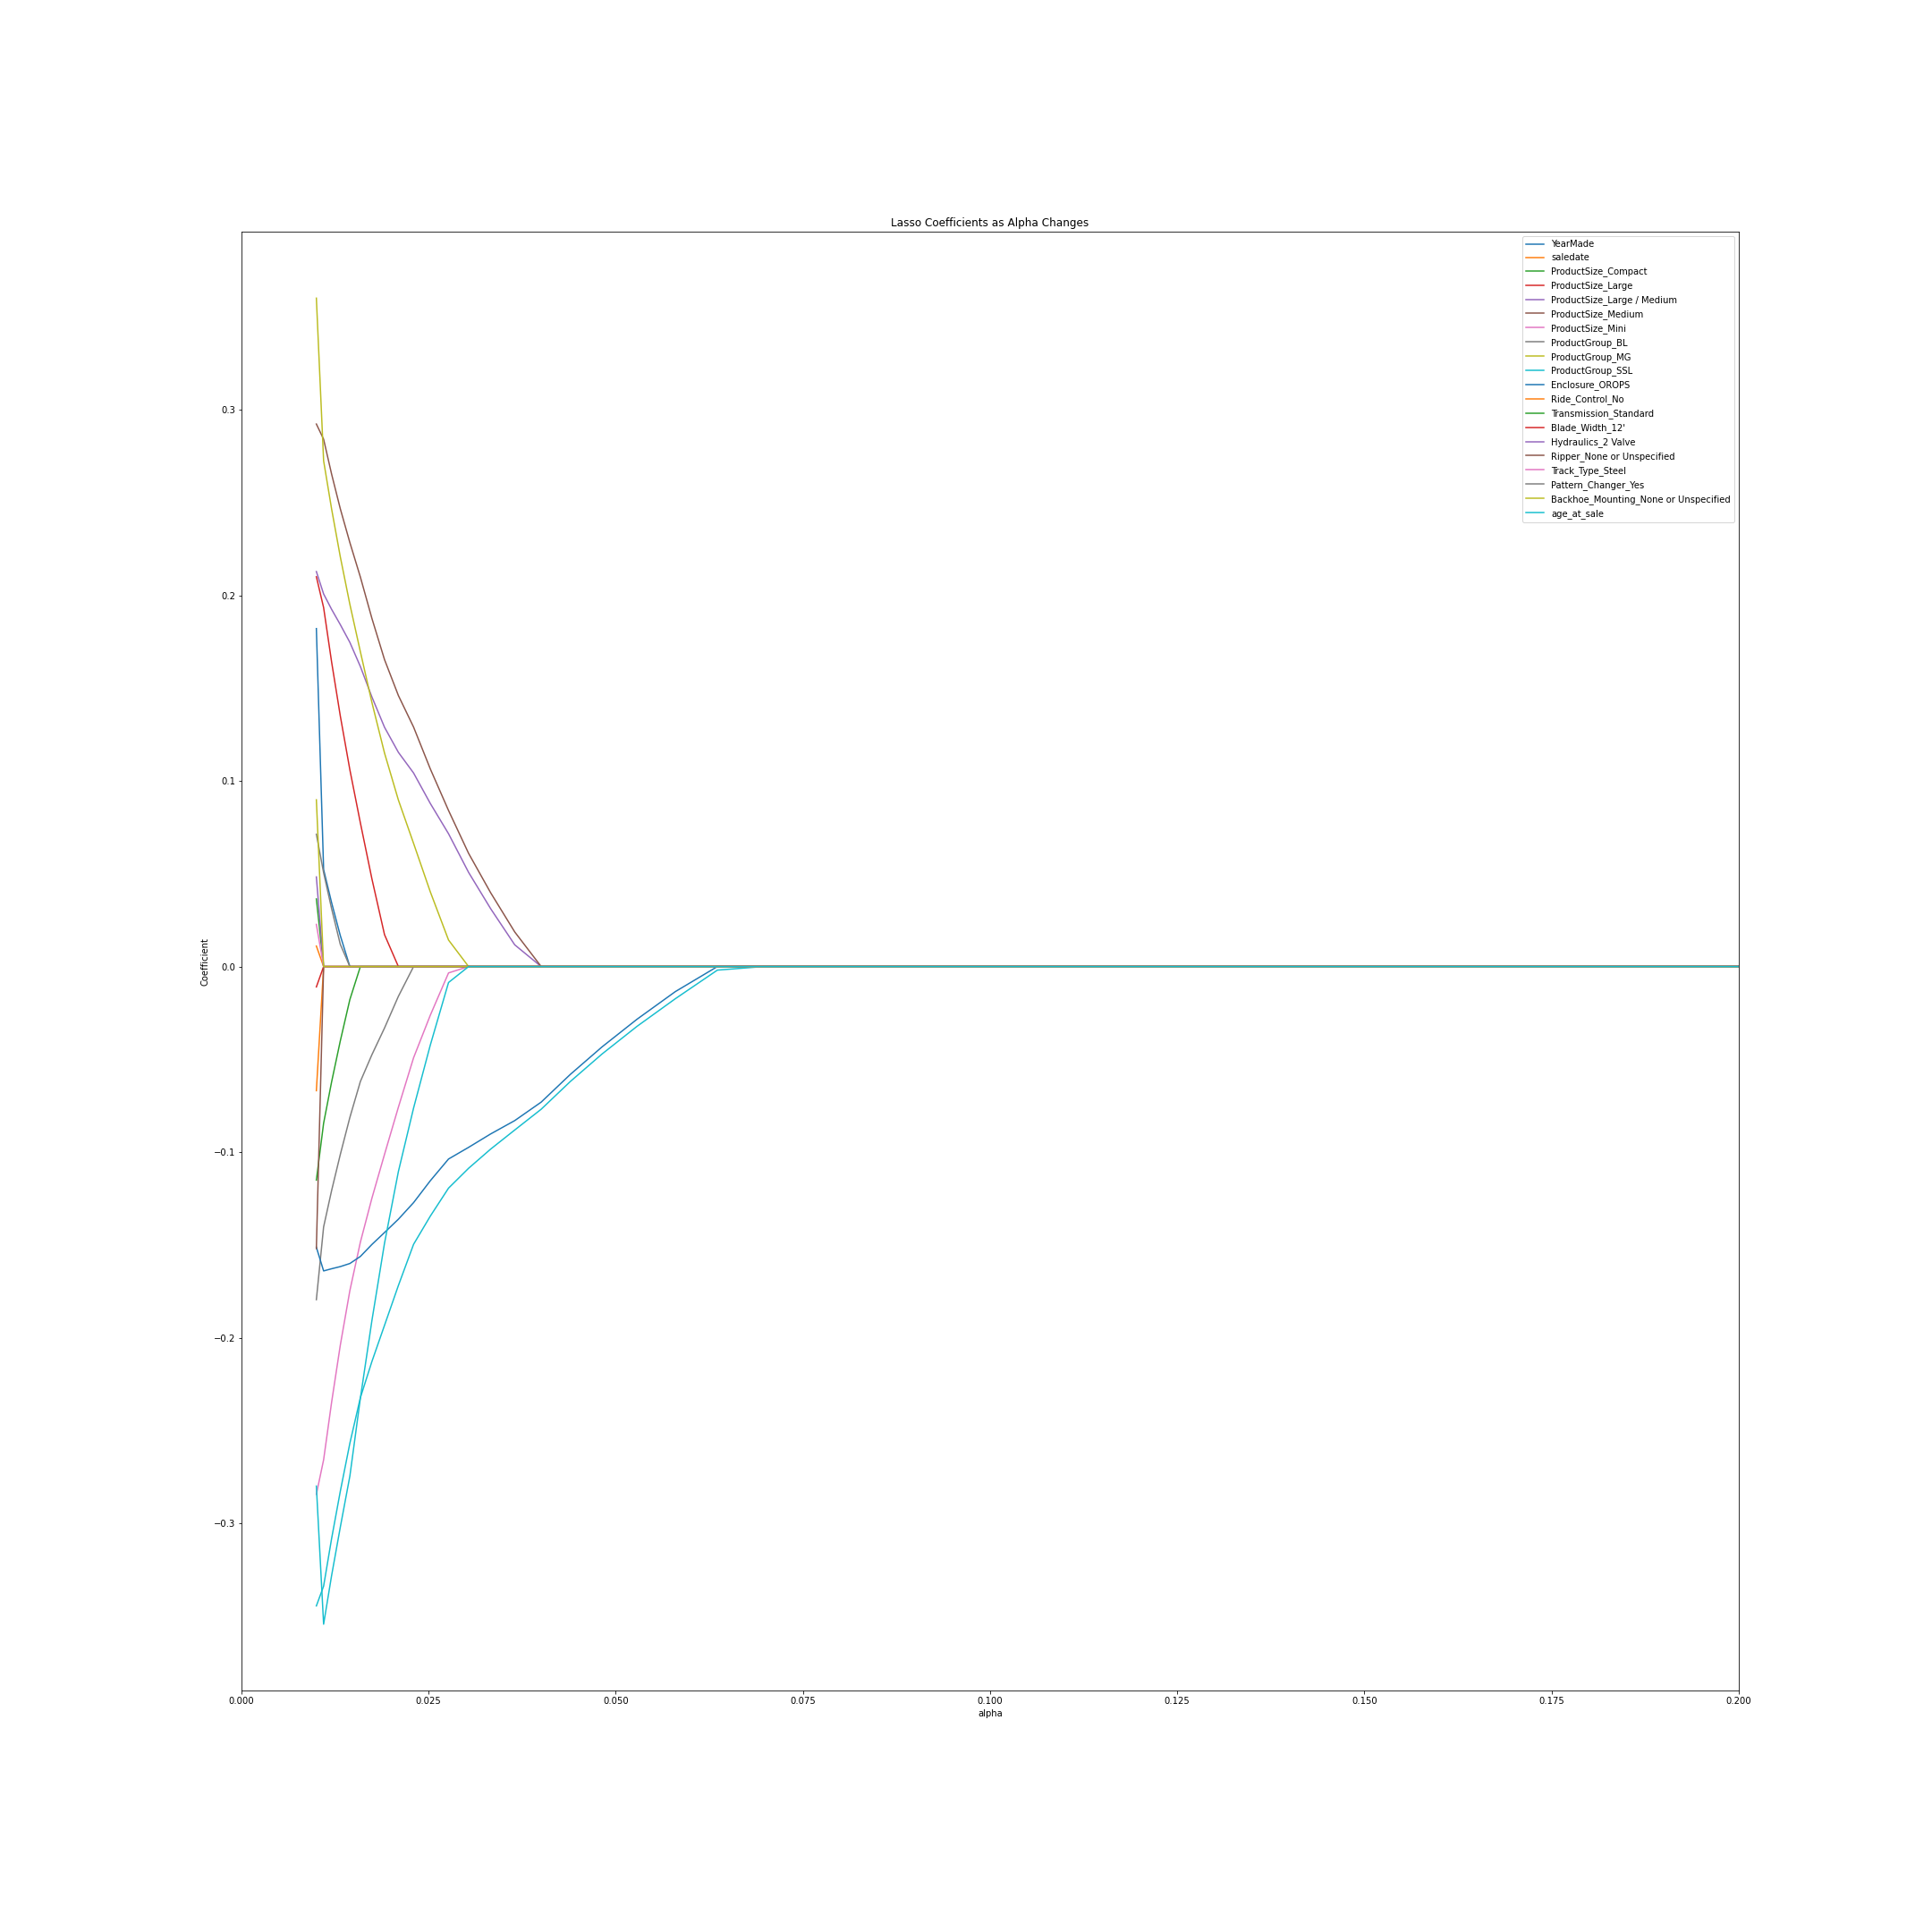 Lasso Coefficients as Alpha Changes
YearMade
saledate
ProductSize_Compact
ProductSize_Large
ProductSize_Large / Medium
ProductSize_Medium
ProductSize_Mini
ProductGroup_BL
ProductGroup_MG
ProductGroup_SSL
Enclosure_OROPS
Ride_Control_No
Transmission_Standard
Blade_Width_12'
Hydraulics_2 Valve
Ripper_None or Unspecified
Track_Type_Steel
Pattern_Changer_Yes
Backhoe_Mounting_None or Unspecified
age_at_sale
0.3
0.2
0.1
0.0
−0.1
−0.2
−0.3
Coefficient
0.000 0.025 0.050 0.075 0.100 0.125 0.150 0.175 0.200
alpha